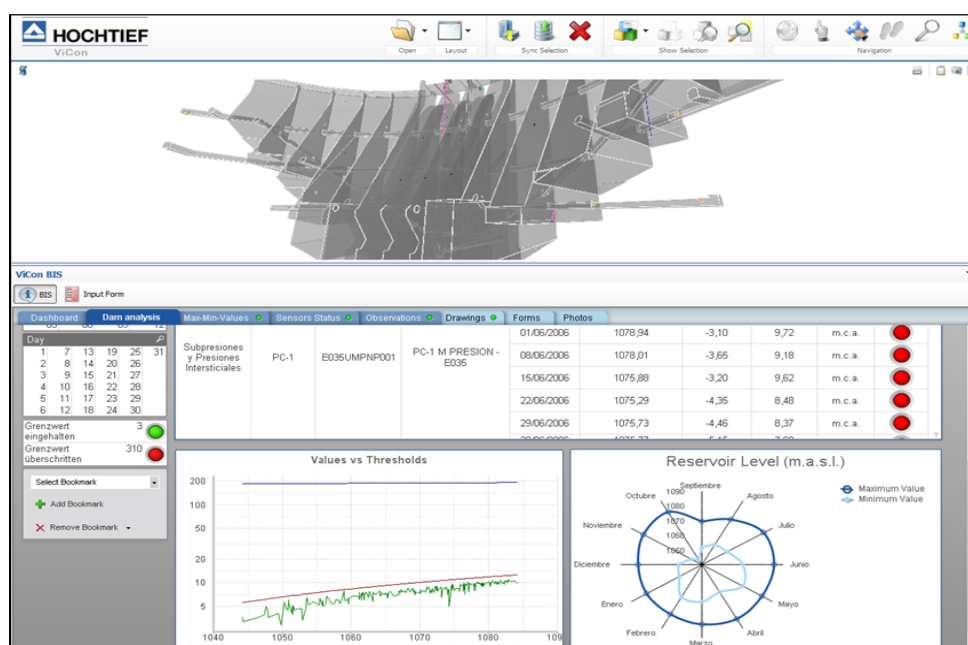 HOCHTIEF
ViCon
Open
Layout
Sync Selection
Show Selection
Navigation
ViCon BIS
BIS
Input Form
Dashboard
Dam analysis
Max-Min-Values
Sensors Status
Observations
Drawings
Forms
Photos
Day
1 7 13 19 25 31
2 8 14 20 26
3 9 15 21 27
4 10 16 22 28
5 11 17 23 29
6 12 18 24 30
Grenzwert 3
eingehalten
Grenzwert 310
überschritten
Select Bookmark
Add Bookmark
Remove Bookmark
Subpresiones
y Presiones
Intersticiales
PC-1
E035UMPNP001
PC-1 M PRESION -
E035
01/06/2006 1078,94 -3,10 9,72 m.c.a.
08/06/2006 1078,01 -3,65 9,18 m.c.a.
15/06/2006 1075,88 -3,20 9,62 m.c.a.
22/06/2006 1075,29 -4,35 8,48 m.c.a.
29/06/2006 1075,73 -4,46 8,37 m.c.a.
Values vs Thresholds
200
100
50
20
10
5
1040 1050 1060 1070 1080 109
Reservoir Level (m.a.s.l.)
Maximum Value
Minimum Value
Septiembre
Octubre
1090
Agosto
1080
Noviembre
1070
Julio
1060
1050
Diciembre
Junio
Enero
Mayo
Febrero
Abril
Marzo